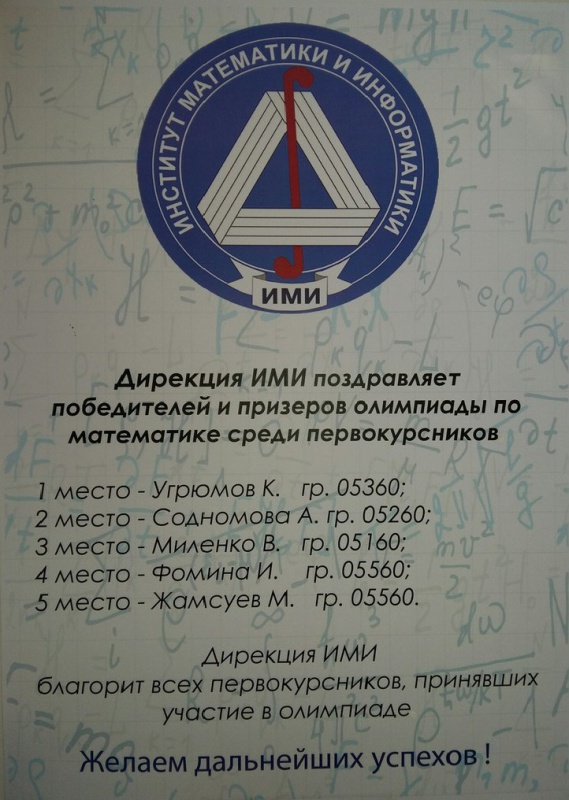 ИНСТИТУТ МАТЕМАТИКИ И ИНФОРМАТИКИ
ИМИ
Дирекция ИМИ поздравляет
победителей и призеров олимпиады по
математике среди первокурсников
1 место - Угрюмов К. гр. 05360;
2 место - Содномова А. гр. 05260;
3 место - Миленко В. гр. 05160;
4 место - Фомина И. гр. 05560;
5 место - Жамсуев М. гр. 05560.
Дирекция ИМИ
благорит всех первокурсников, принявших
участие в олимпиаде
Желаем дальнейших успехов !